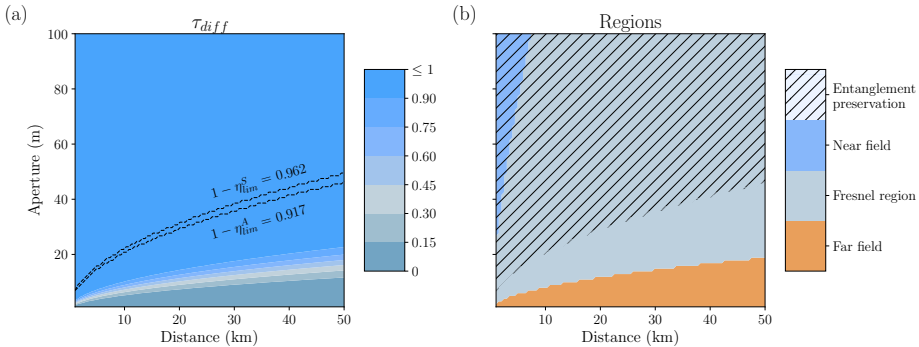 (a)
τ_diff
100
80
60
40
20
Aperture (m)
10
20
30
40
50
Distance (km)
1 − η^S_lim = 0.962
1 − η^A_lim = 0.917
≤ 1
0.90
0.75
0.60
0.45
0.30
0.15
0
(b)
Regions
10
20
30
40
50
Distance (km)
Entanglement
preservation
Near field
Fresnel region
Far field